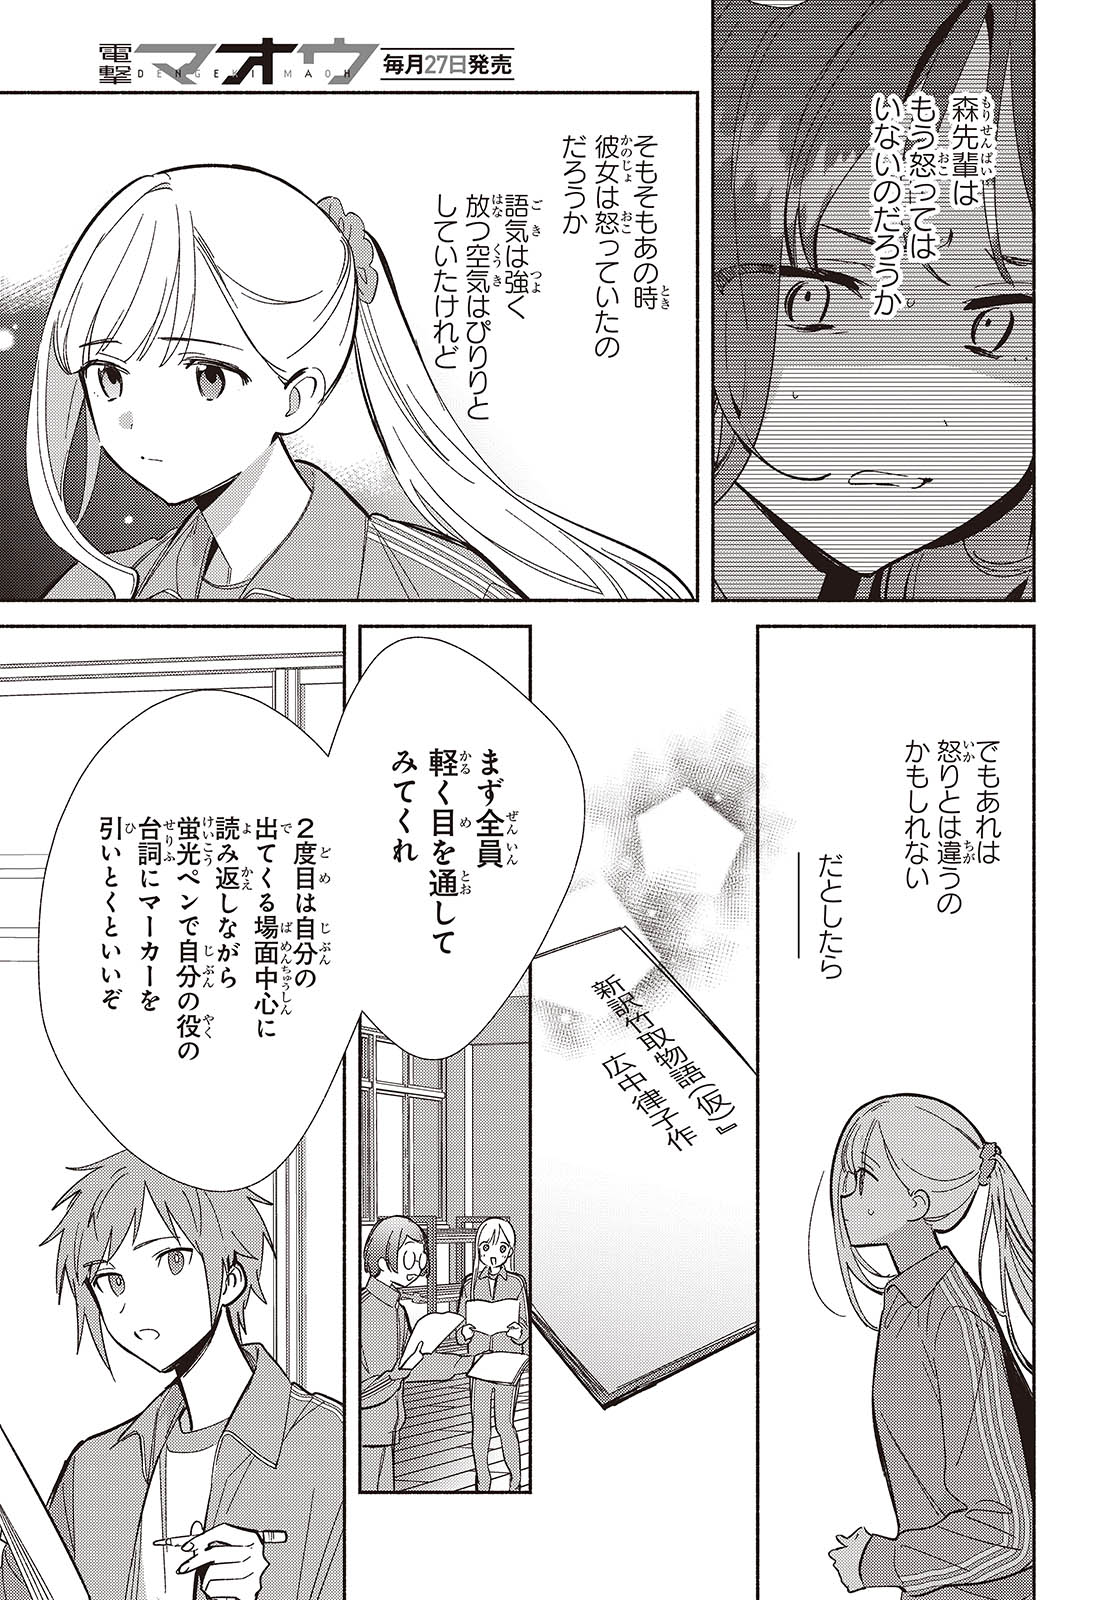 電撃マオウ
DENGEKI MAOH
毎月27日発売
森先輩は
もう怒っては
いないのだろうか
そもそもあの時
彼女は怒っていたの
だろうか
語気は強く
放つ空気はぴりりと
していたけれど
でもあれは
怒りとは違うの
かもしれない
だとしたら
――
新訳竹取物語(仮)』
広中律子作
まず全員
軽く目を通して
みてくれ
2度目は自分の
出てくる場面中心に
読み返しながら
蛍光ペンで自分の役の
台詞にマーカーを
引いとくといいぞ